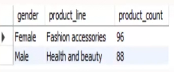 gender product_line product_count
Female Fashion accessories 96
Male Health and beauty 88